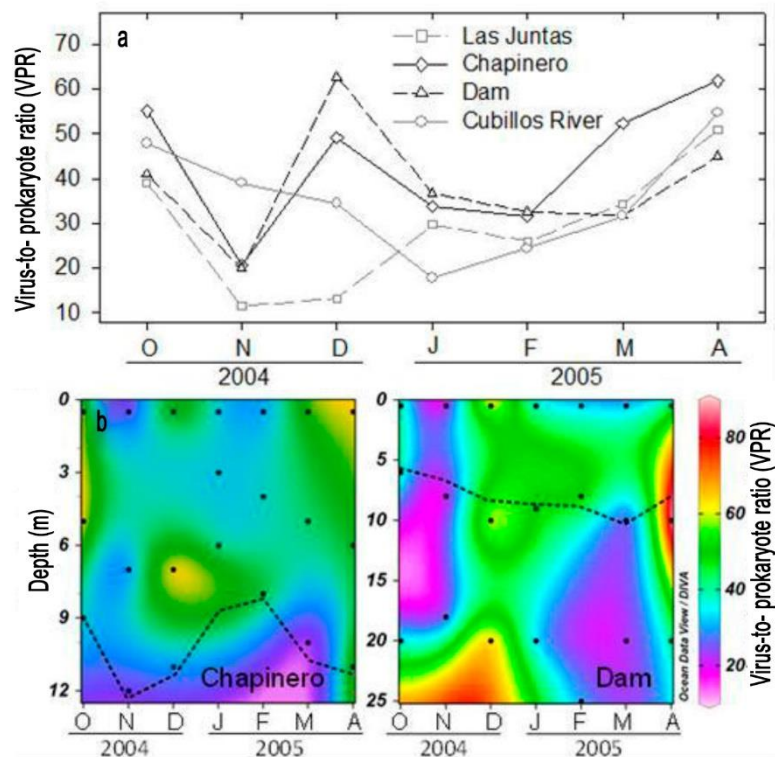 a
Las Juntas
Chapinero
Dam
Cubillos River
Virus-to- prokaryote ratio (VPR)
70
60
50
40
30
20
10
O N D J F M A
2004 2005
b
Depth (m)
0
3
6
9
12
Chapinero
O N D J F M A
2004 2005
0
5
10
15
20
25
Dam
O N D J F M A
2004 2005
Ocean Data View / DIVA
80
60
40
20
Virus-to- prokaryote ratio (VPR)